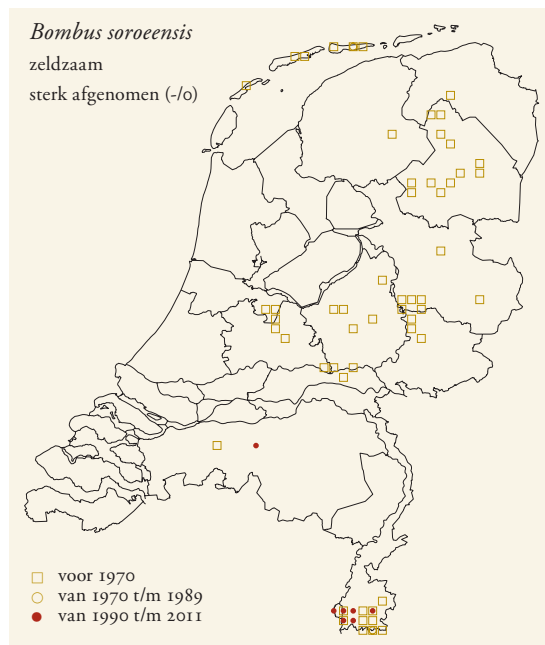 Bombus soroeensis
zeldzaam
sterk afgenomen (-/0)
voor 1970
van 1970 t/m 1989
van 1990 t/m 2011